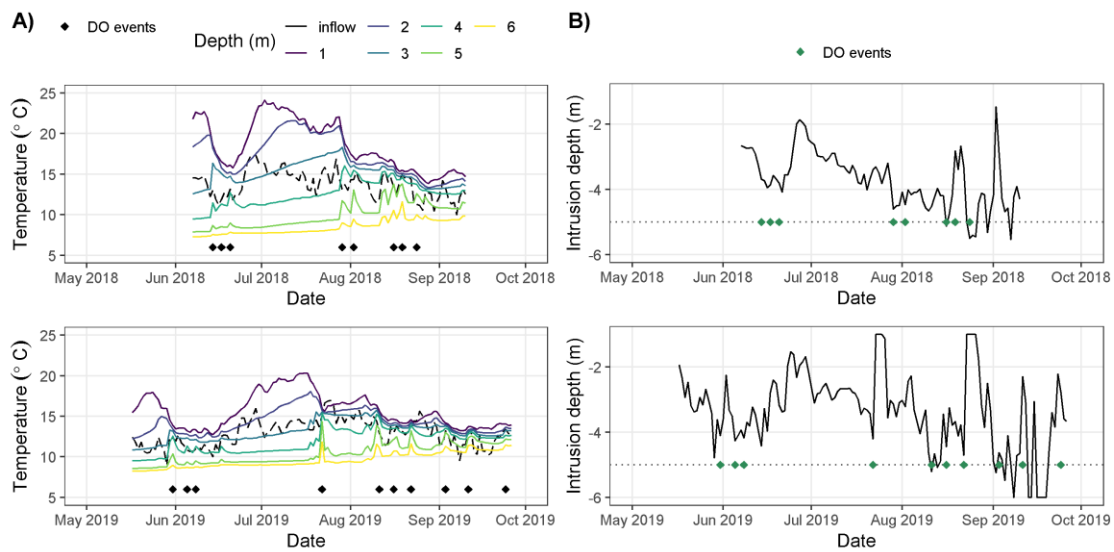 A)
DO events
Depth (m)
inflow 2 4 6
1 3 5
Temperature (° C)
25
20
15
10
5
May 2018 Jun 2018 Jul 2018 Aug 2018 Sep 2018 Oct 2018
Date
Temperature (° C)
25
20
15
10
5
May 2019 Jun 2019 Jul 2019 Aug 2019 Sep 2019 Oct 2019
Date
B)
DO events
Intrusion depth (m)
-2
-4
-6
May 2018 Jun 2018 Jul 2018 Aug 2018 Sep 2018 Oct 2018
Date
Intrusion depth (m)
-2
-4
-6
May 2019 Jun 2019 Jul 2019 Aug 2019 Sep 2019 Oct 2019
Date